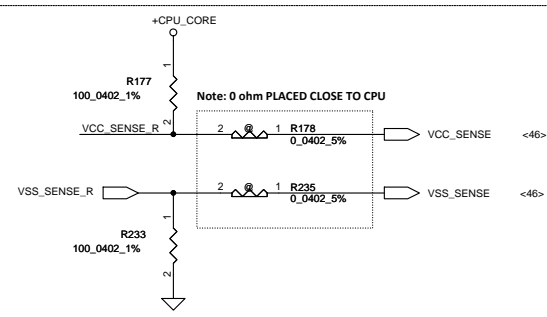 +CPU_CORE
1
R177
100_0402_1%
2
Note: 0 ohm PLACED CLOSE TO CPU
VCC_SENSE_R
2 @ 1 R178
0_0402_5%
VCC_SENSE <46>
VSS_SENSE_R
2 @ 1 R235
0_0402_5%
VSS_SENSE <46>
1
R233
100_0402_1%
2